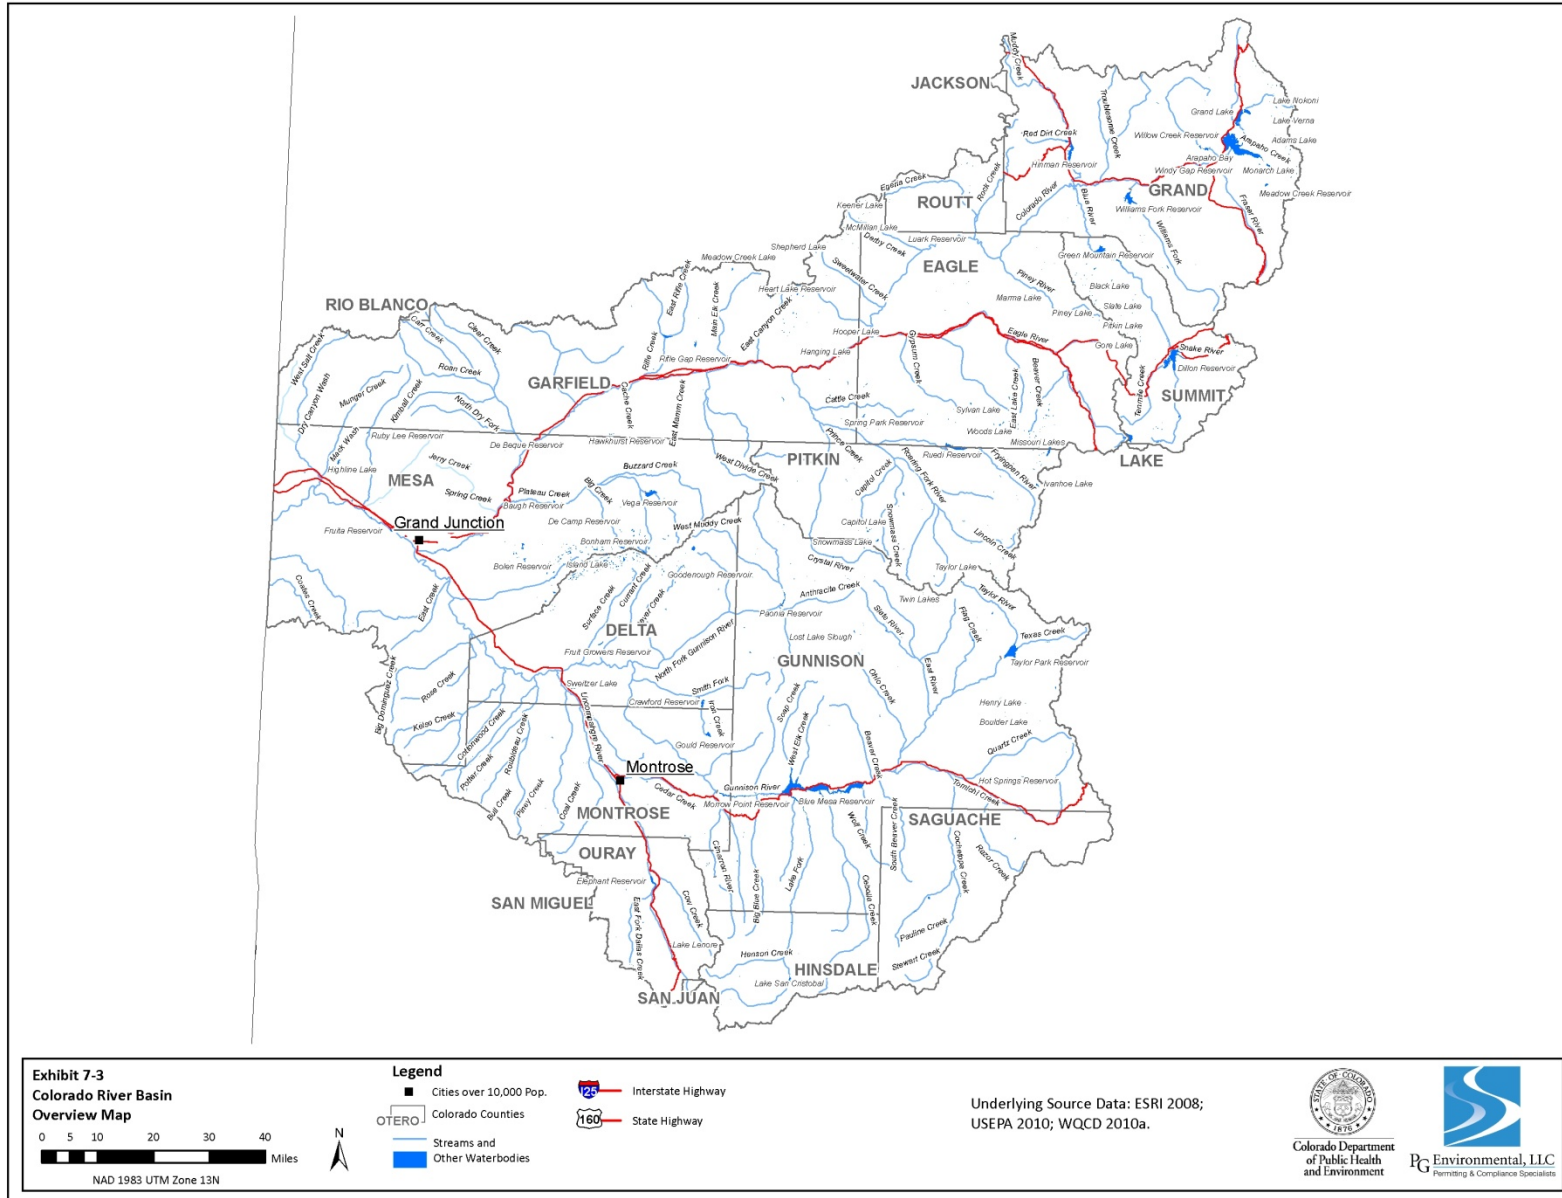 JACKSON
Muddy Creek
Troublesome Creek
Lake Nokoni
Grand Lake
Lake Verna
Red Dirt Creek
Willow Creek Reservoir
Arapaho Creek
Adams Lake
Hinman Reservoir
Arapaho Bay
Windy Gap Reservoir
Monarch Lake
Egeria Creek
Rock Creek
Colorado River
Blue River
GRAND
Meadow Creek Reservoir
Keener Lake
ROUTT
Williams Fork Reservoir
Fraser River
McMillan Lake
Derby Creek
Luark Reservoir
Williams Fork
Shepherd Lake
Meadow Creek Lake
Sweetwater Creek
EAGLE
Green Mountain Reservoir
East Rifle Creek
Main Elk Creek
Heart Lake Reservoir
Piney River
Black Lake
RIO BLANCO
Marma Lake
Slate Lake
Piney Lake
Carr Creek
Clear Creek
East Canyon Creek
Hooper Lake
Eagle River
Pitkin Lake
West Salt Creek
Rifle Creek
Rifle Gap Reservoir
Hanging Lake
Gypsum Creek
Gore Lake
Snake River
Dillon Reservoir
Roan Creek
GARFIELD
Cache Creek
East Lake Creek
Beaver Creek
Tenmile Creek
SUMMIT
Dry Canyon Wash
Munger Creek
Kimball Creek
North Dry Fork
East Mamm Creek
Cattle Creek
Sylvan Lake
Spring Park Reservoir
Woods Lake
Mack Wash
Ruby Lee Reservoir
De Beque Reservoir
Hawkhurst Reservoir
Prince Creek
Missouri Lakes
Ruedi Reservoir
Highline Lake
Jerry Creek
MESA
Buzzard Creek
West Divide Creek
PITKIN
Capitol Creek
Roaring Fork River
Fryingpan River
LAKE
Ivanhoe Lake
Spring Creek
Plateau Creek
Big Creek
Baugh Reservoir
Vega Reservoir
Grand Junction
Fruita Reservoir
De Camp Reservoir
West Muddy Creek
Capitol Lake
Snowmass Creek
Lincoln Creek
Bonham Reservoir
Snowmass Lake
Bolen Reservoir
Island Lake
Crystal River
Taylor Lake
Coates Creek
East Creek
Surface Creek
Currant Creek
Goodenough Reservoir
Anthracite Creek
Twin Lakes
Taylor River
Paonia Reservoir
Slate River
Flag Creek
DELTA
Lost Lake Slough
Texas Creek
Fruit Growers Reservoir
North Fork Gunnison River
GUNNISON
East River
Taylor Park Reservoir
Big Dominguez Creek
Rose Creek
Sweitzer Lake
Smith Fork
Ohio Creek
Crawford Reservoir
Iron Creek
Soap Creek
Henry Lake
Kelso Creek
Cottonwood Creek
Uncompahgre River
Boulder Lake
Roubideau Creek
Gould Reservoir
West Elk Creek
Beaver Creek
Quartz Creek
Potter Creek
Montrose
Hot Springs Reservoir
Bull Creek
Piney Creek
Coal Creek
Cedar Creek
Gunnison River
Morrow Point Reservoir
Blue Mesa Reservoir
Tomichi Creek
MONTROSE
Wolf Creek
South Beaver Creek
SAGUACHE
OURAY
Cimarron River
Lake Fork
Cochetopa Creek
Razor Creek
Elephant Reservoir
Big Blue Creek
Cebolla Creek
SAN MIGUEL
Cow Creek
East Fork Dallas Creek
Pauline Creek
Lake Lenore
Henson Creek
Stewart Creek
HINSDALE
Lake San Cristobal
SAN JUAN
Exhibit 7-3
Colorado River Basin
Overview Map
0 5 10 20 30 40
Miles
NAD 1983 UTM Zone 13N
N
Legend
Cities over 10,000 Pop.
OTERO Colorado Counties
Streams and
Other Waterbodies
125 Interstate Highway
160 State Highway
Underlying Source Data: ESRI 2008;
USEPA 2010; WQCD 2010a.
STATE OF COLORADO
1876
Colorado Department
of Public Health
and Environment
PG Environmental, LLC
Permitting & Compliance Specialists